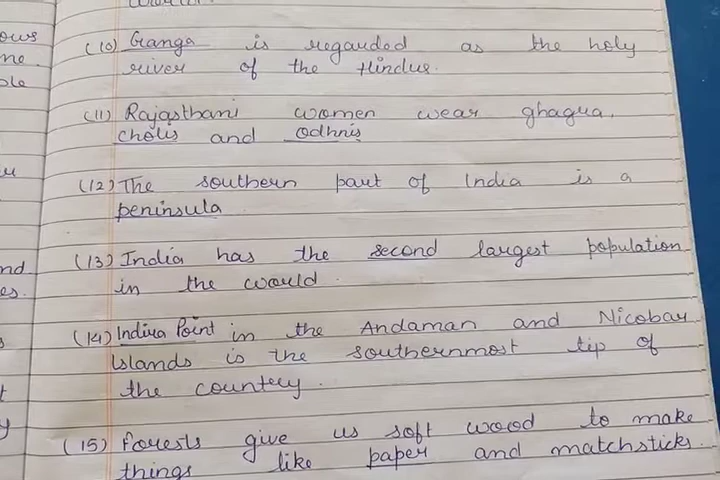 (10) Ganga is regarded as the holy
river of the Hindus.
(11) Rajasthani women wear ghagra,
cholis and odhnis
(12) The southern part of India is a
peninsula
(13) India has the second largest population
in the world.
(14) Indira Point in the Andaman and Nicobar
Islands is the southernmost tip of
the country.
(15) Forests give us soft wood to make
things like paper and matchsticks.